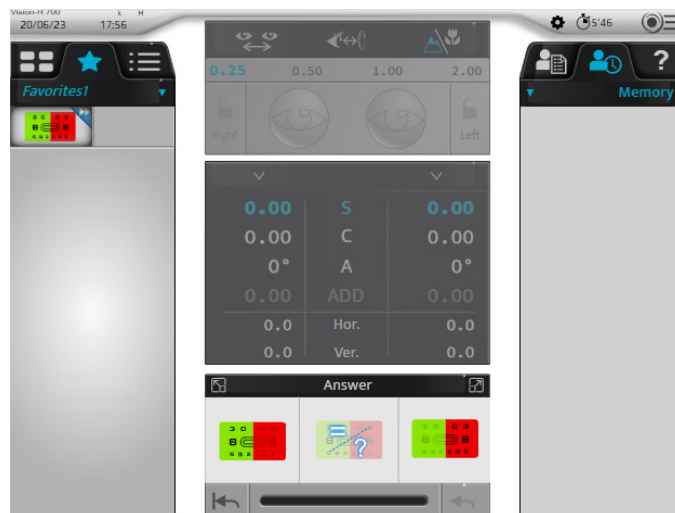 Vision-R 700
20/06/23 17:56
5'46
Favorites1
Memory
?
0.25 0.50 1.00 2.00
Right Left
0.00 S 0.00
0.00 C 0.00
0° A 0°
0.00 ADD 0.00
0.0 Hor. 0.0
0.0 Ver. 0.0
Answer
= ?